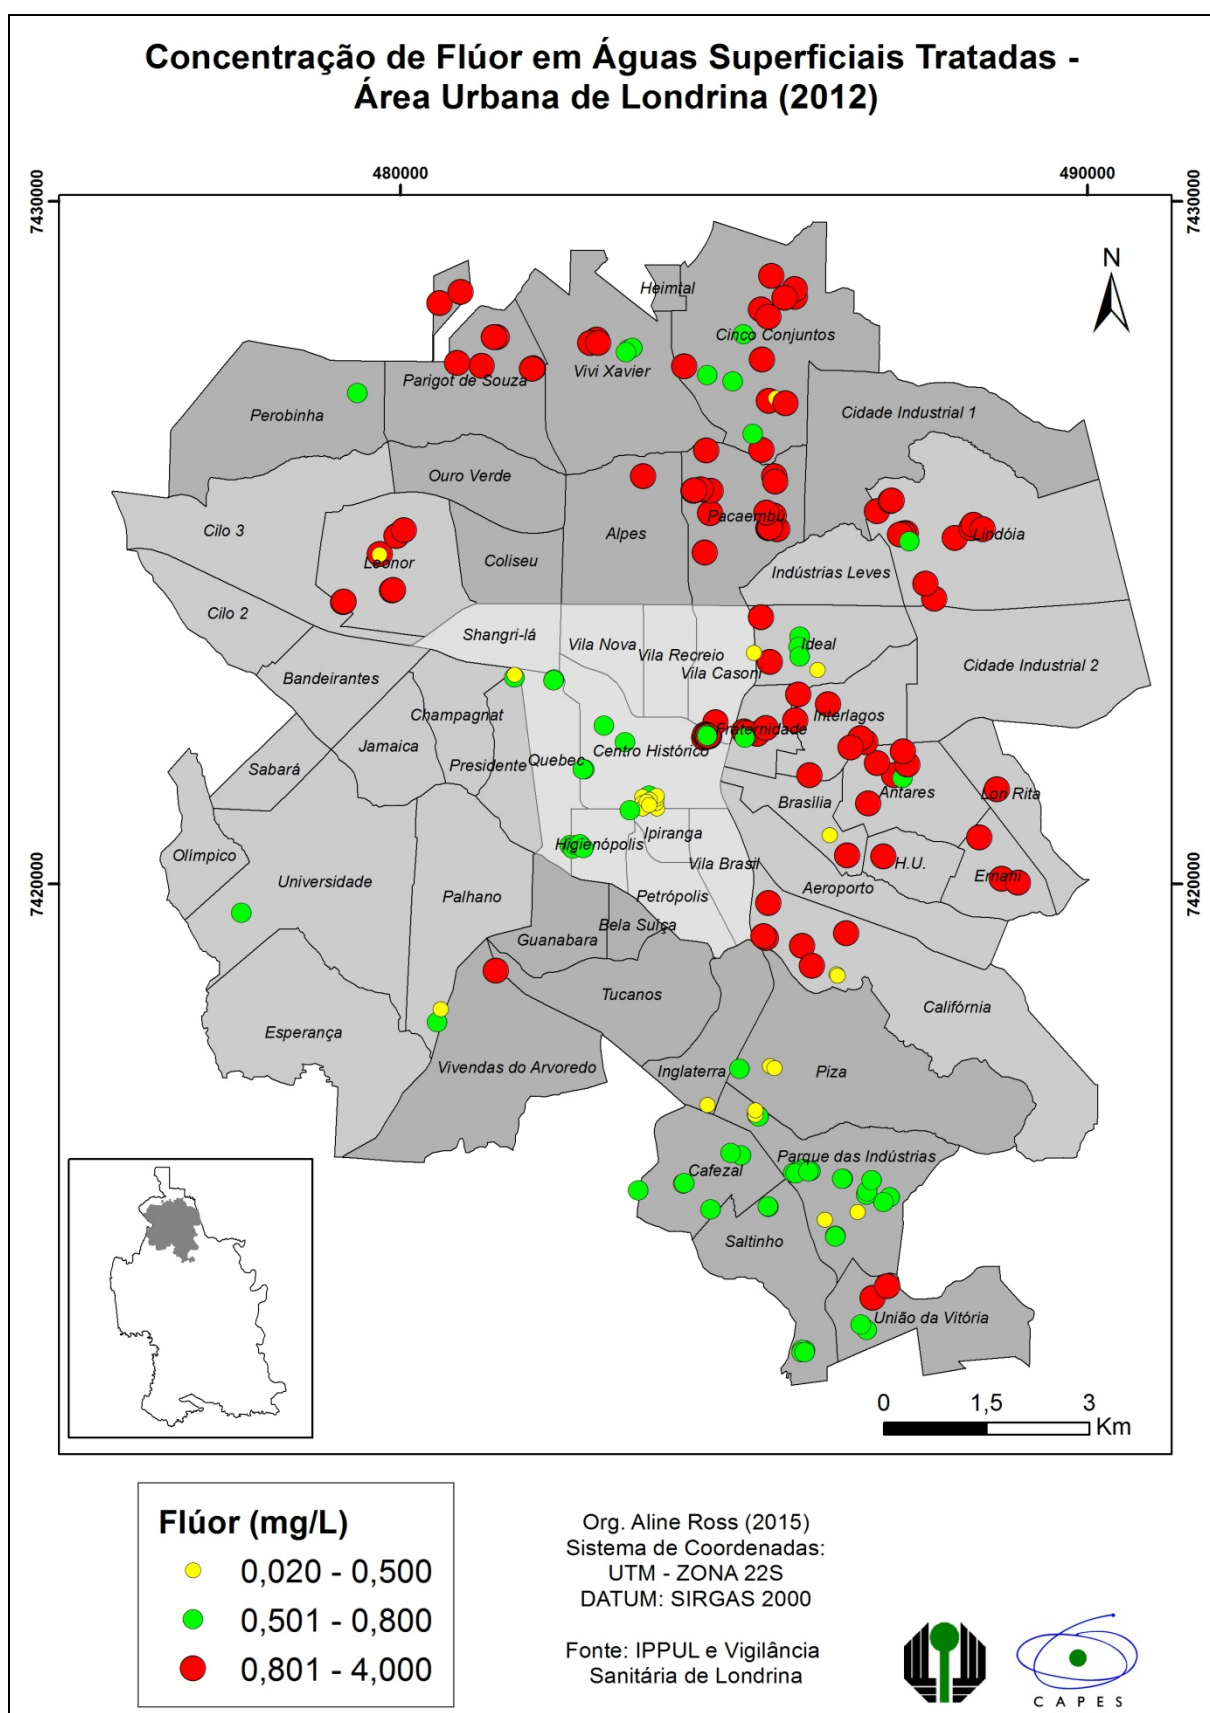 Concentração de Flúor em Águas Superficiais Tratadas -
Área Urbana de Londrina (2012)
480000
490000
7430000
7430000
N
Heimtal
Cinco Conjuntos
Vivi Xavier
Parigot de Souza
Perobinha
Cidade Industrial 1
Ouro Verde
Cilo 3
Alpes
Pacaembú
Lindóia
Leonor
Coliseu
Indústrias Leves
Cilo 2
Shangri-lá
Vila Nova
Vila Recreio
Ideal
Vila Casoni
Cidade Industrial 2
Bandeirantes
Champagnat
Interlagos
Fraternidade
Jamaica
Centro Histórico
Presidente
Quebec
Sabará
Antares
Lon Rita
Brasília
Ipiranga
Higienópolis
Olímpico
Vila Brasil
H.U.
Universidade
Ernani
Aeroporto
Palhano
Petrópolis
7420000
7420000
Bela Suíça
Guanabara
Tucanos
Califórnia
Esperança
Vivendas do Arvoredo
Inglaterra
Piza
Parque das Indústrias
Cafezal
Saltinho
União da Vitória
0 1,5 3
Km
Flúor (mg/L)
0,020 - 0,500
0,501 - 0,800
0,801 - 4,000
Org. Aline Ross (2015)
Sistema de Coordenadas:
UTM - ZONA 22S
DATUM: SIRGAS 2000
Fonte: IPPUL e Vigilância
Sanitária de Londrina
CAPES